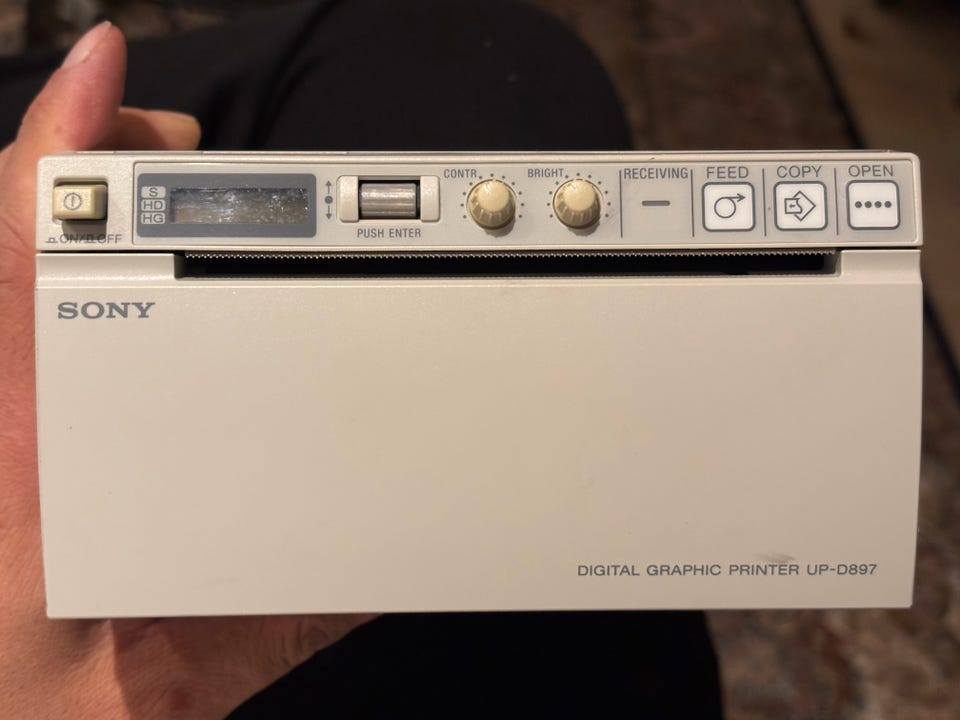 S
HD
HG
ON/OFF
PUSH ENTER
CONTR
BRIGHT
RECEIVING
FEED
COPY
OPEN
SONY
DIGITAL GRAPHIC PRINTER UP-D897